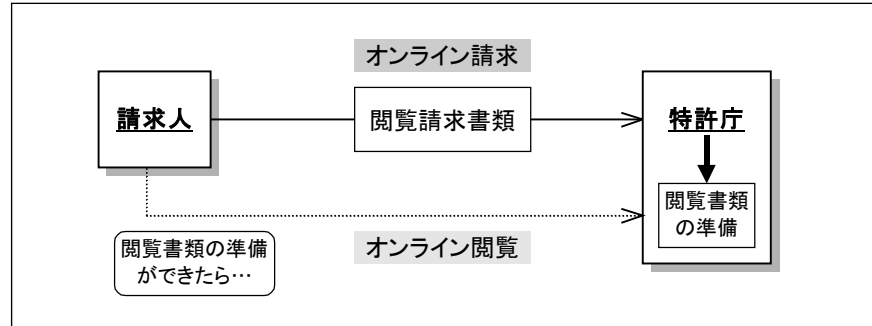 オンライン請求
請求人
閲覧請求書類
特許庁
閲覧書類
の準備
閲覧書類の準備
ができたら…
オンライン閲覧